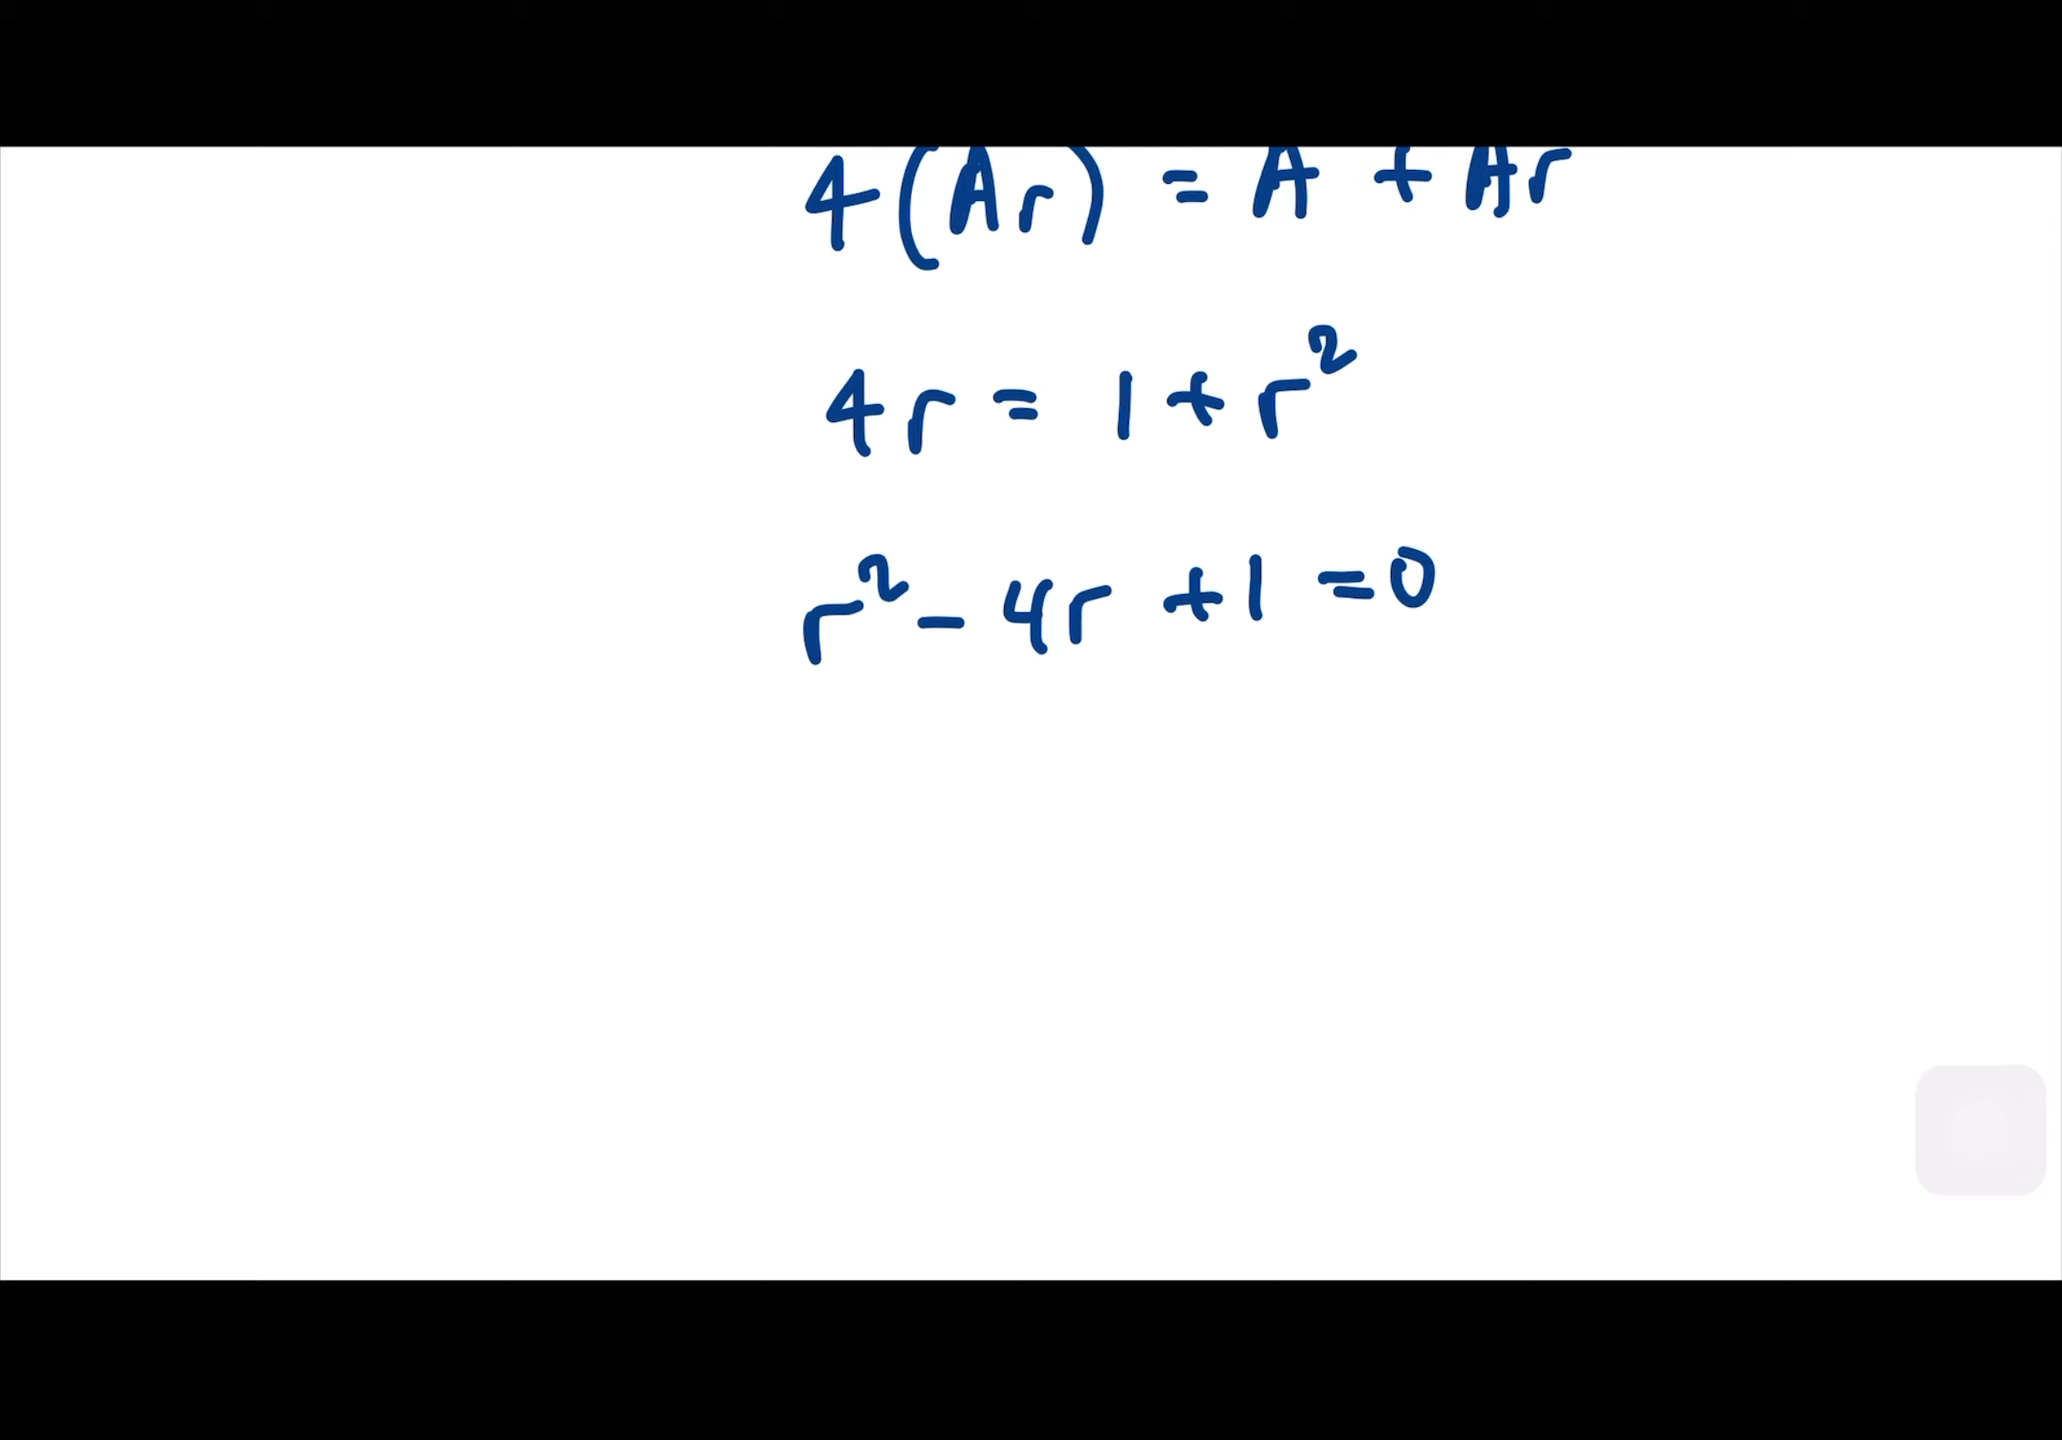 4(Ar) = A + Ar
4r = 1 + r²
r² - 4r + 1 = 0